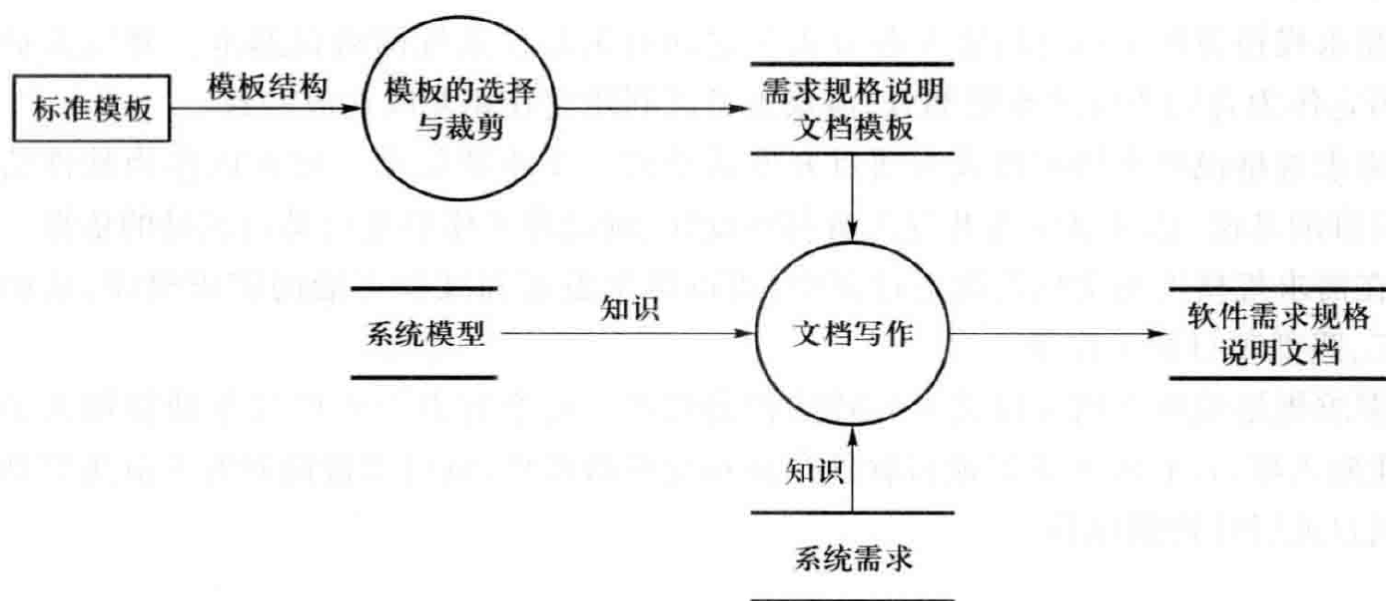 标准模板
模板结构
模板的选择
与裁剪
需求规格说明
文档模板
系统模型
知识
文档写作
软件需求规格
说明文档
知识
系统需求